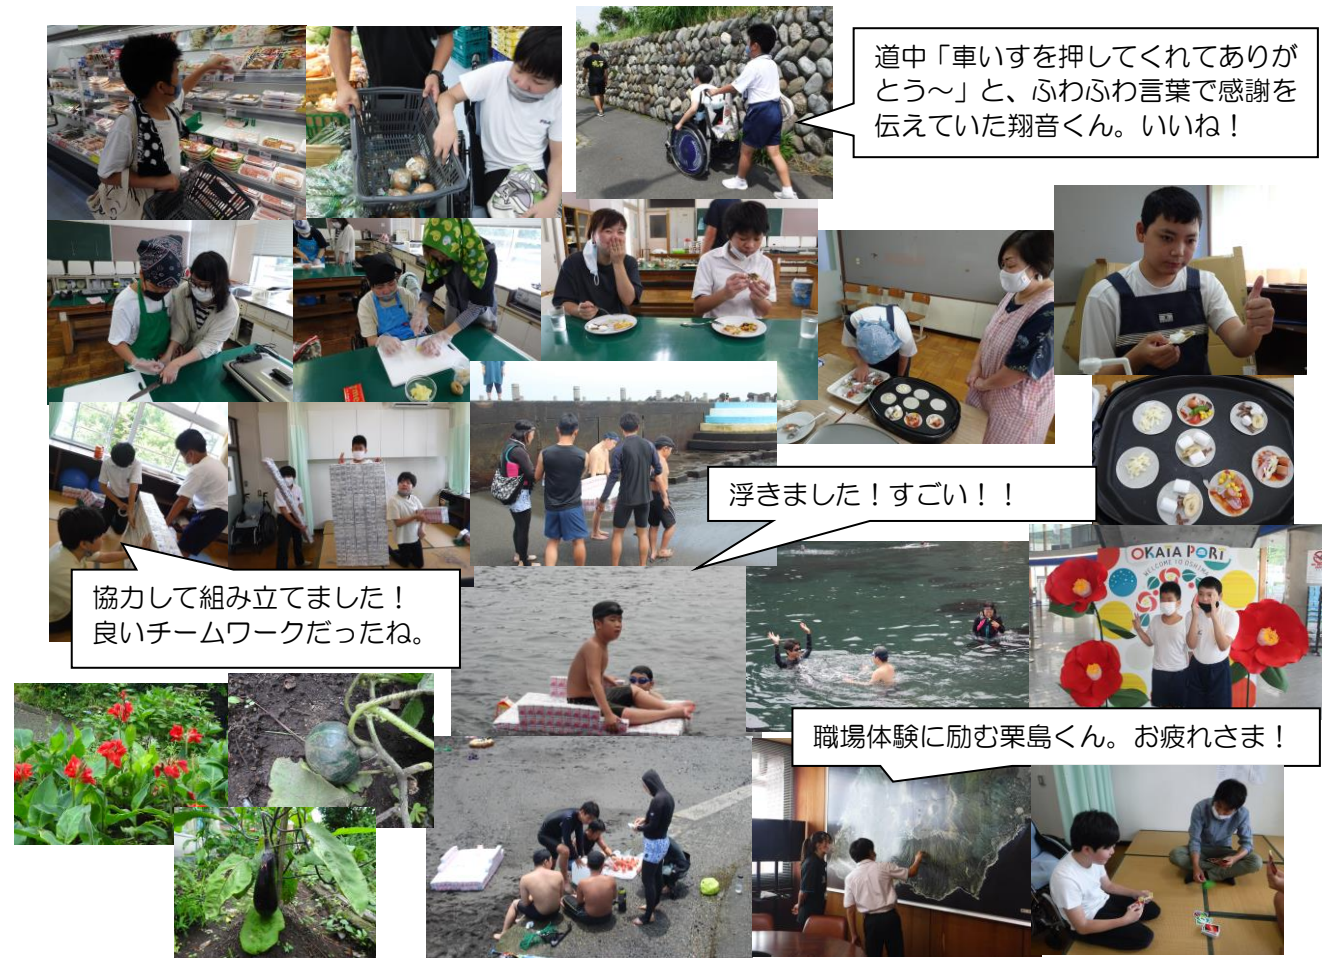 道中「車いすを押してくれてありが
とう～」と、ふわふわ言葉で感謝を
伝えていた翔音くん。いいね！
浮きました！すごい！！
協力して組み立てました！
良いチームワークだったね。
OKATA PORT
WELCOME TO OSHIMA
職場体験に励む栗島くん。お疲れさま！